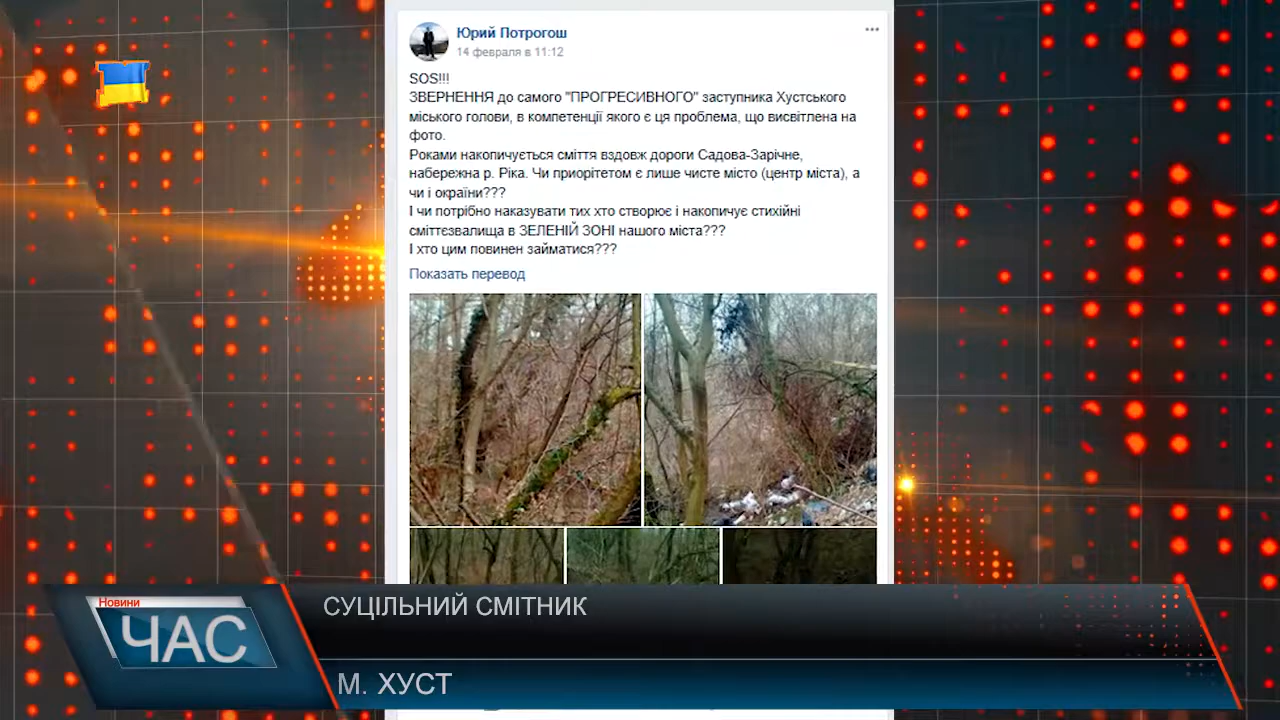 Юрий Потрогош
14 февраля в 11:12
SOS!!!
ЗВЕРНЕННЯ до самого "ПРОГРЕСИВНОГО" заступника Хустського
міського голови, в компетенції якого є ця проблема, що висвітлена на
фото.
Роками накопичується сміття вздовж дороги Садова-Зарічне,
набережна р. Ріка. Чи приорітетом є лише чисте місто (центр міста), а
чи і окраїни???
І чи потрібно наказувати тих хто створює і накопичує стихійні
сміттєзвалища в ЗЕЛЕНІЙ ЗОНІ нашого міста???
І хто цим повинен займатися???
Показать перевод
Новини
ЧАС
СУЦІЛЬНИЙ СМІТНИК
М. ХУСТ